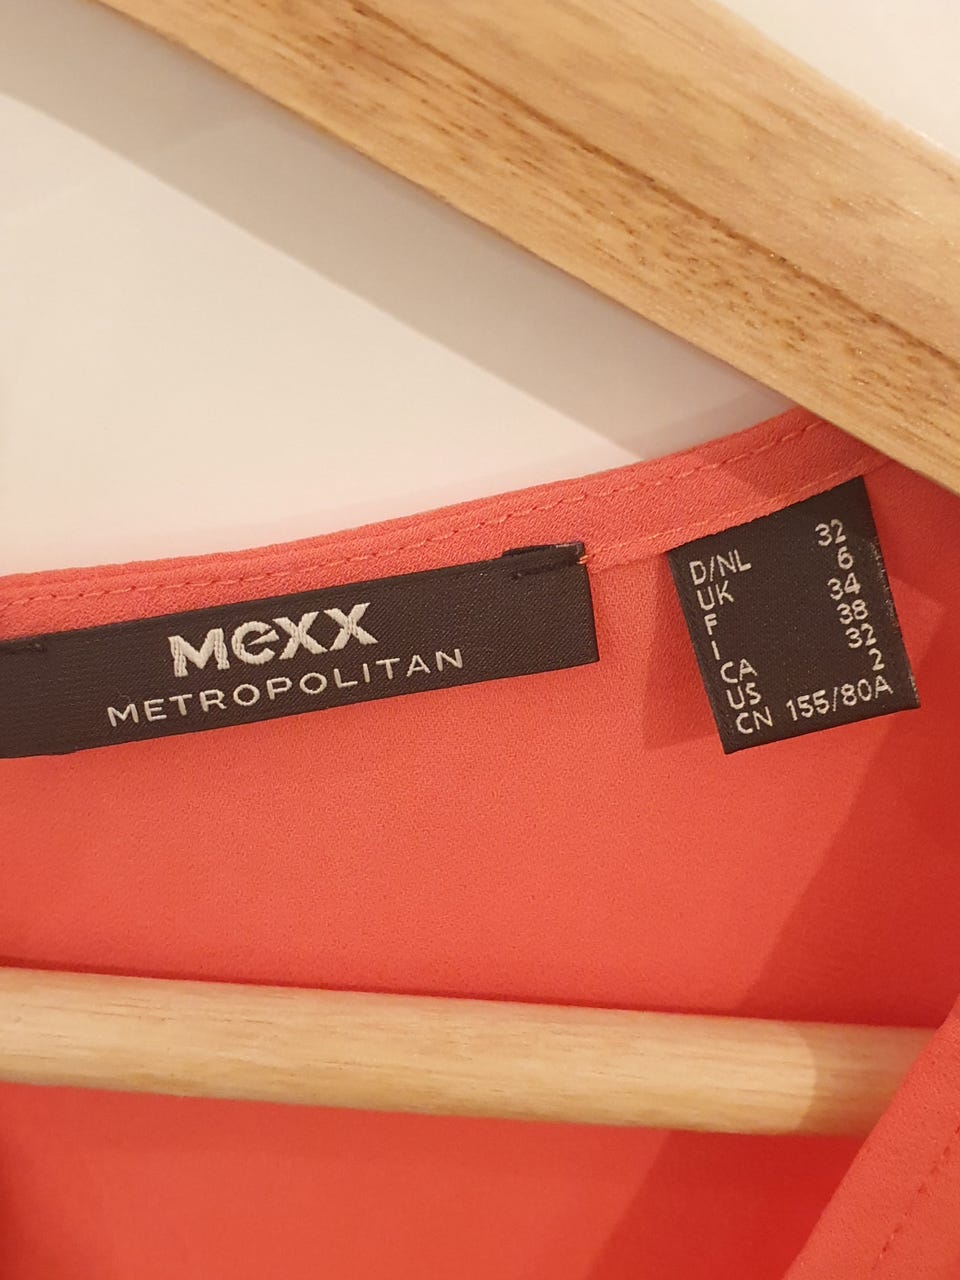 Mexx
METROPOLITAN
D/NL 32
UK 6
F 34
I 38
CA 32
US 2
CN 155/80A